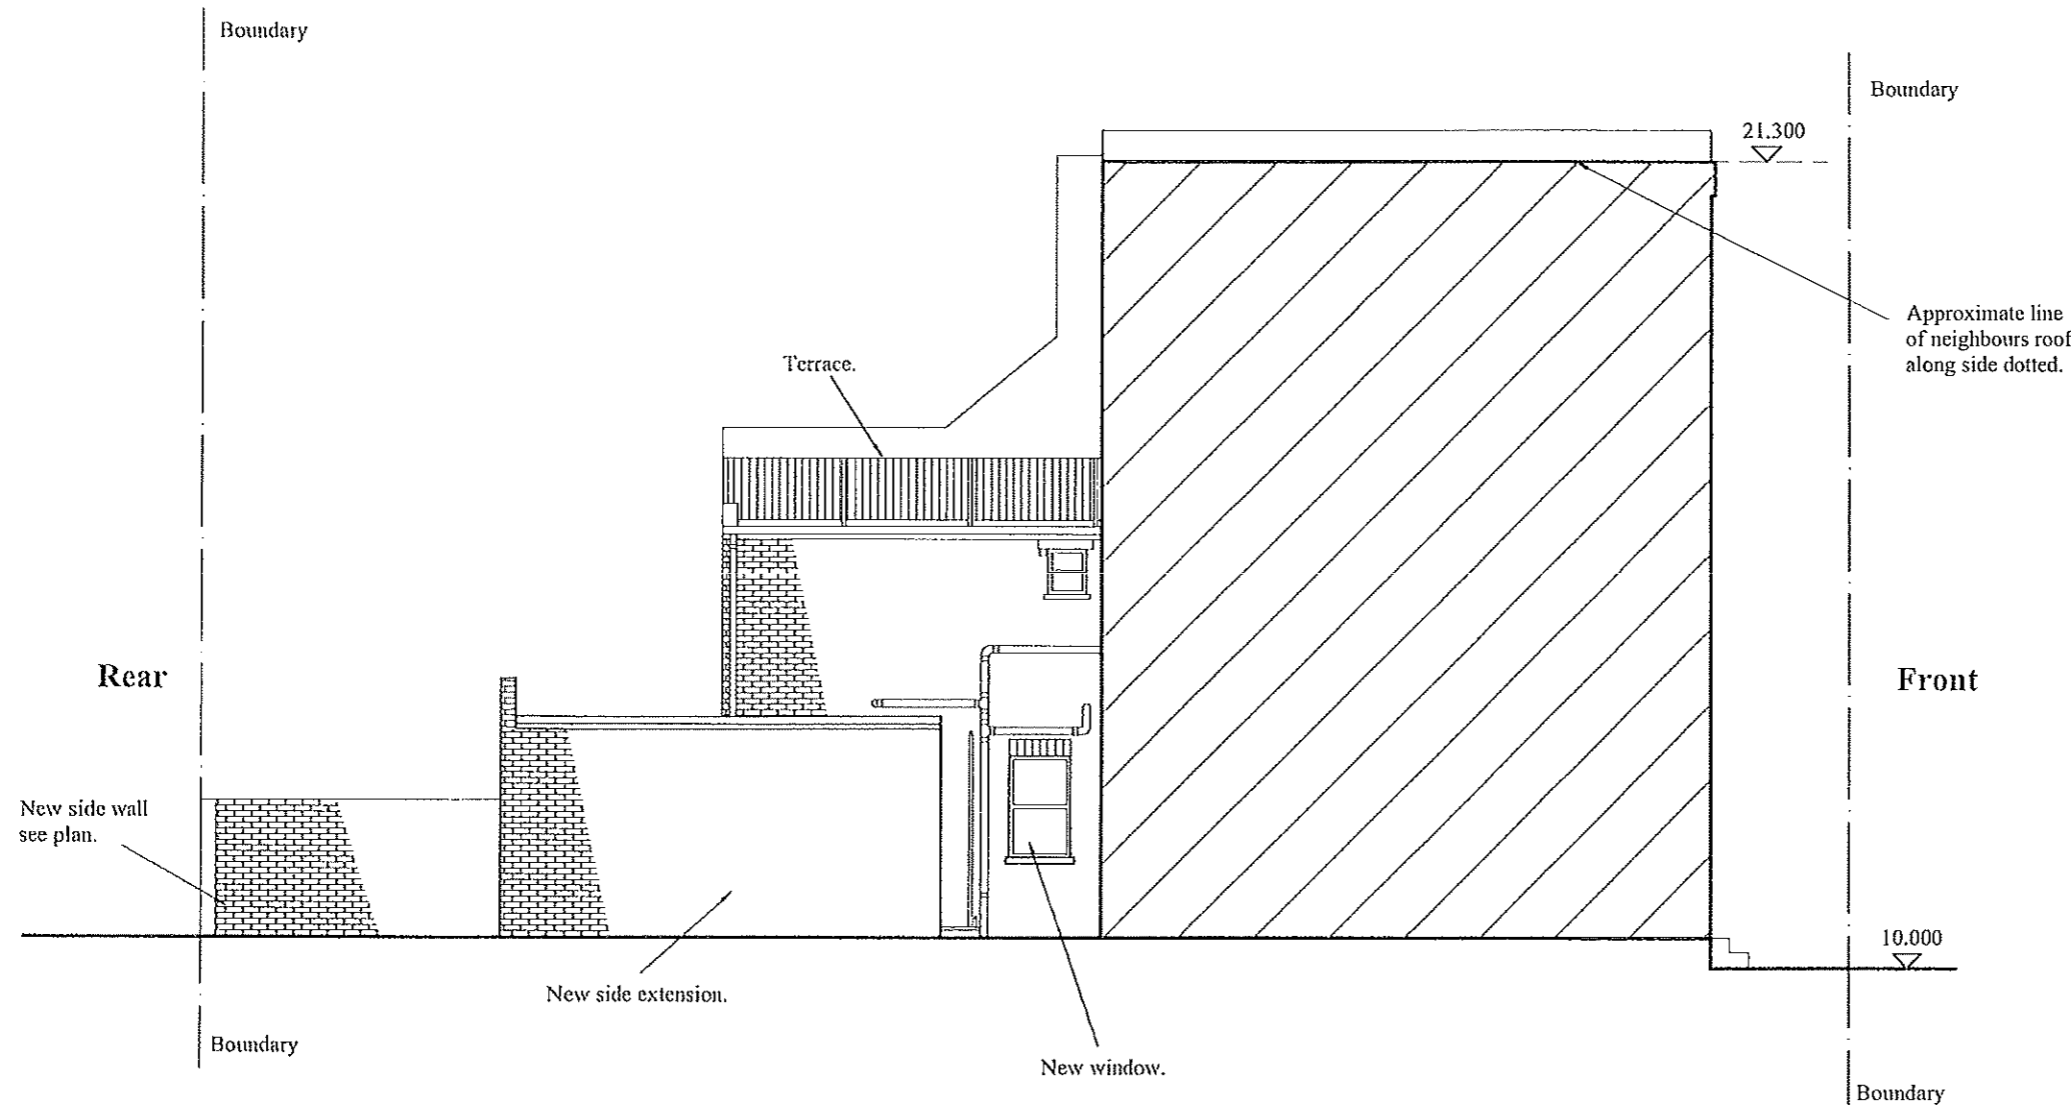 Boundary
Boundary
21.300
Approximate line
of neighbours roof
along side dotted.
Terrace.
Rear
Front
New side wall
see plan.
10.000
New side extension.
Boundary
New window.
Boundary